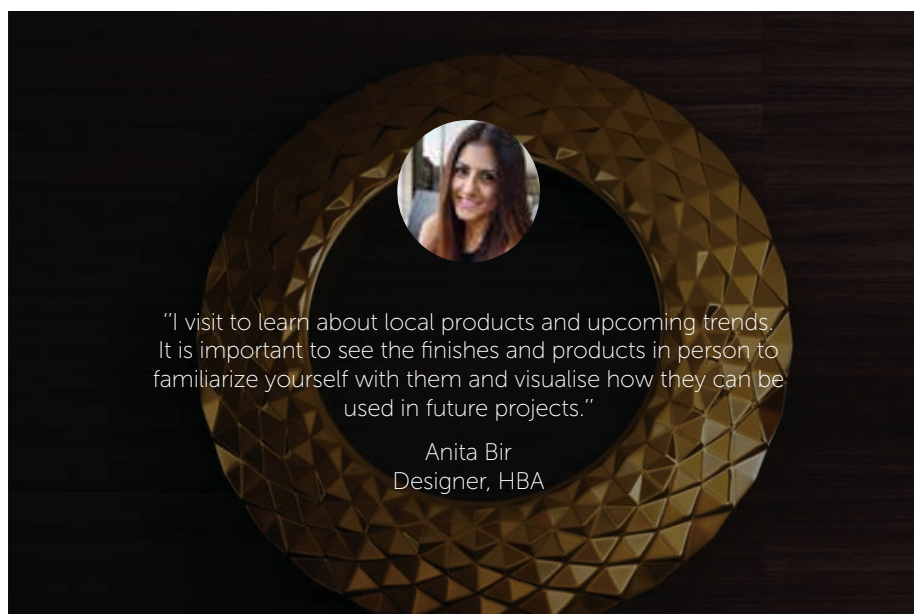 ‘’I visit to learn about local products and upcoming trends.
It is important to see the finishes and products in person to
familiarize yourself with them and visualise how they can be
used in future projects.’’
Anita Bir
Designer, HBA